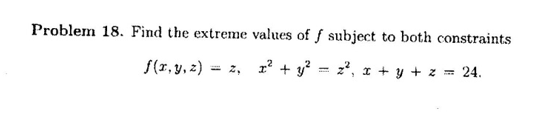 Problem 18. Find the extreme values of f subject to both constraints
f(x, y, z) = z, x² + y² = z², x + y + z = 24.